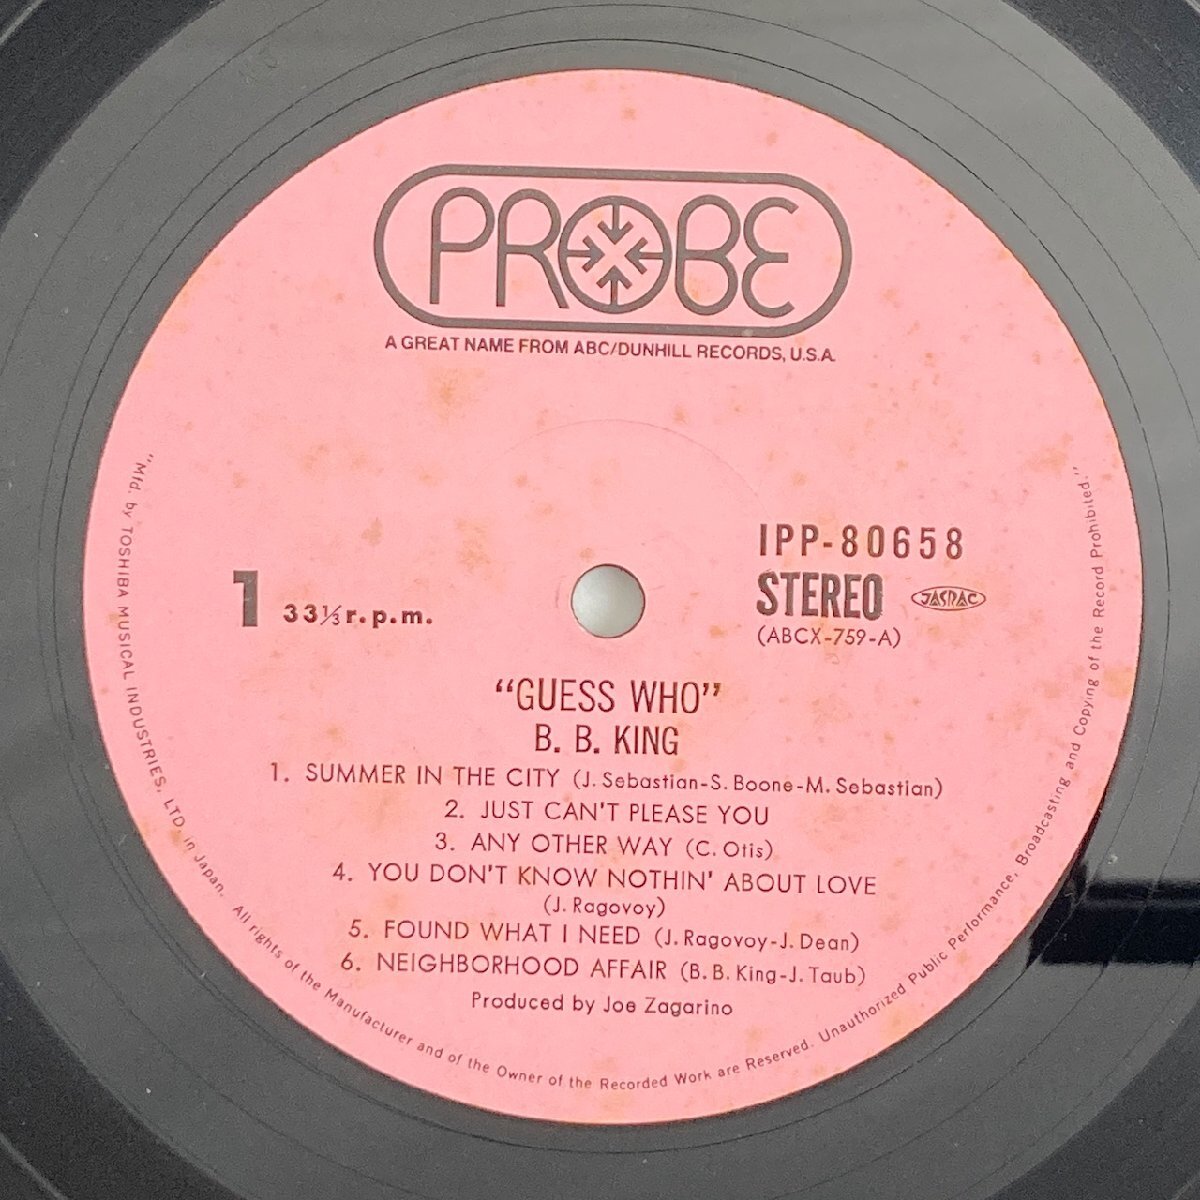 PROBE
A GREAT NAME FROM ABC/DUNHILL RECORDS, U.S.A.
IPP-80658
1 33⅓ r.p.m.
STEREO JASRAC
(ABCX-759-A)
"GUESS WHO"
B. B. KING
1. SUMMER IN THE CITY (J. Sebastian-S. Boone-M. Sebastian)
2. JUST CAN'T PLEASE YOU
3. ANY OTHER WAY (C. Otis)
4. YOU DON'T KNOW NOTHIN' ABOUT LOVE
(J. Ragovoy)
5. FOUND WHAT I NEED (J. Ragovoy-J. Dean)
6. NEIGHBORHOOD AFFAIR (B. B. King-J. Taub)
Produced by Joe Zagarino
"Mfd. by TOSHIBA MUSICAL INDUSTRIES, LTD. in Japan. All rights of the Manufacturer and of the Owner of the Recorded Work are Reserved. Unauthorized Public Performance, Broadcasting and Copying of the Record Prohibited."